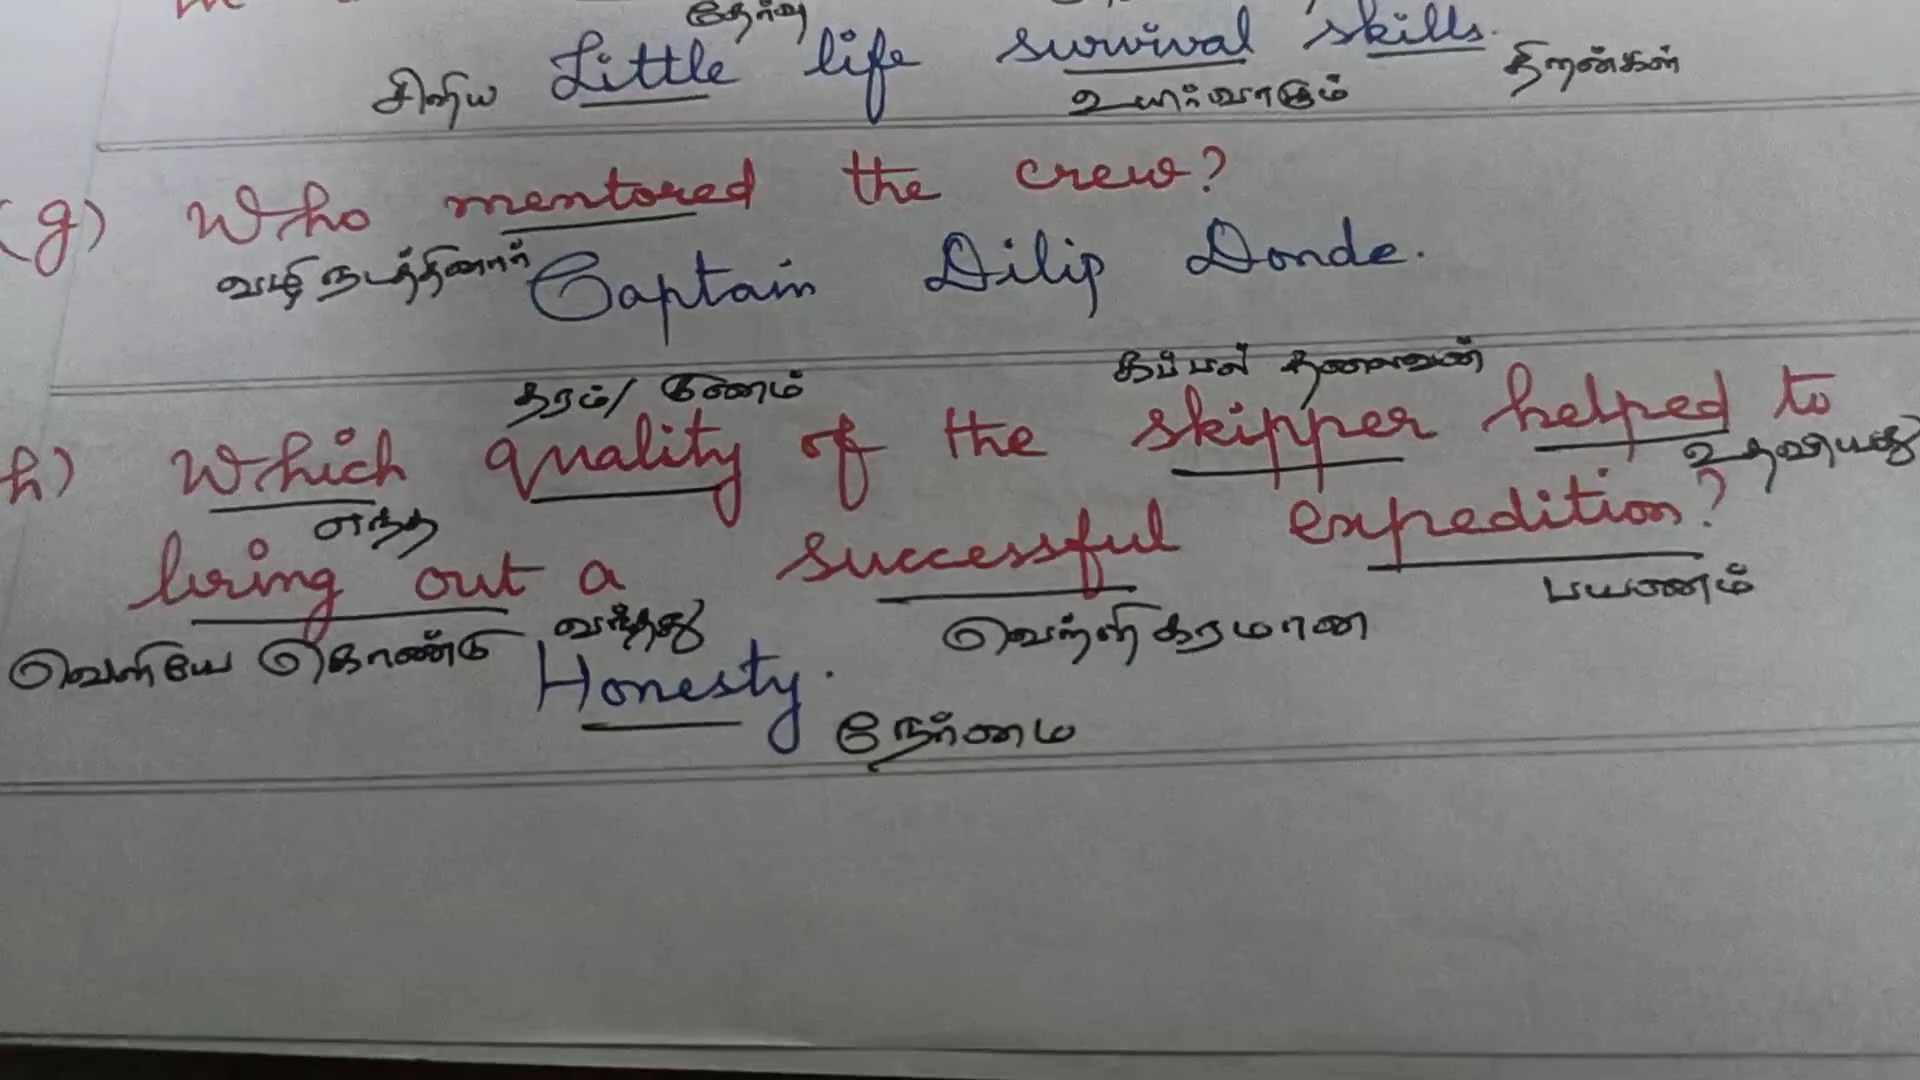 தேர்வு
Little life survival skills.
சிறிய உயிர்வாழும் திறன்கள்
(g) Who mentored the crew?
வழி நடத்தினார் Captain Dilip Donde.
தரம்/ குணம் கப்பல் தலைவன்
h) Which quality of the skipper helped to
எந்த உதவியது
bring out a successful expedition?
வெளியே கொண்டு வந்தது வெற்றிகரமான பயணம்
Honesty.
நேர்மை